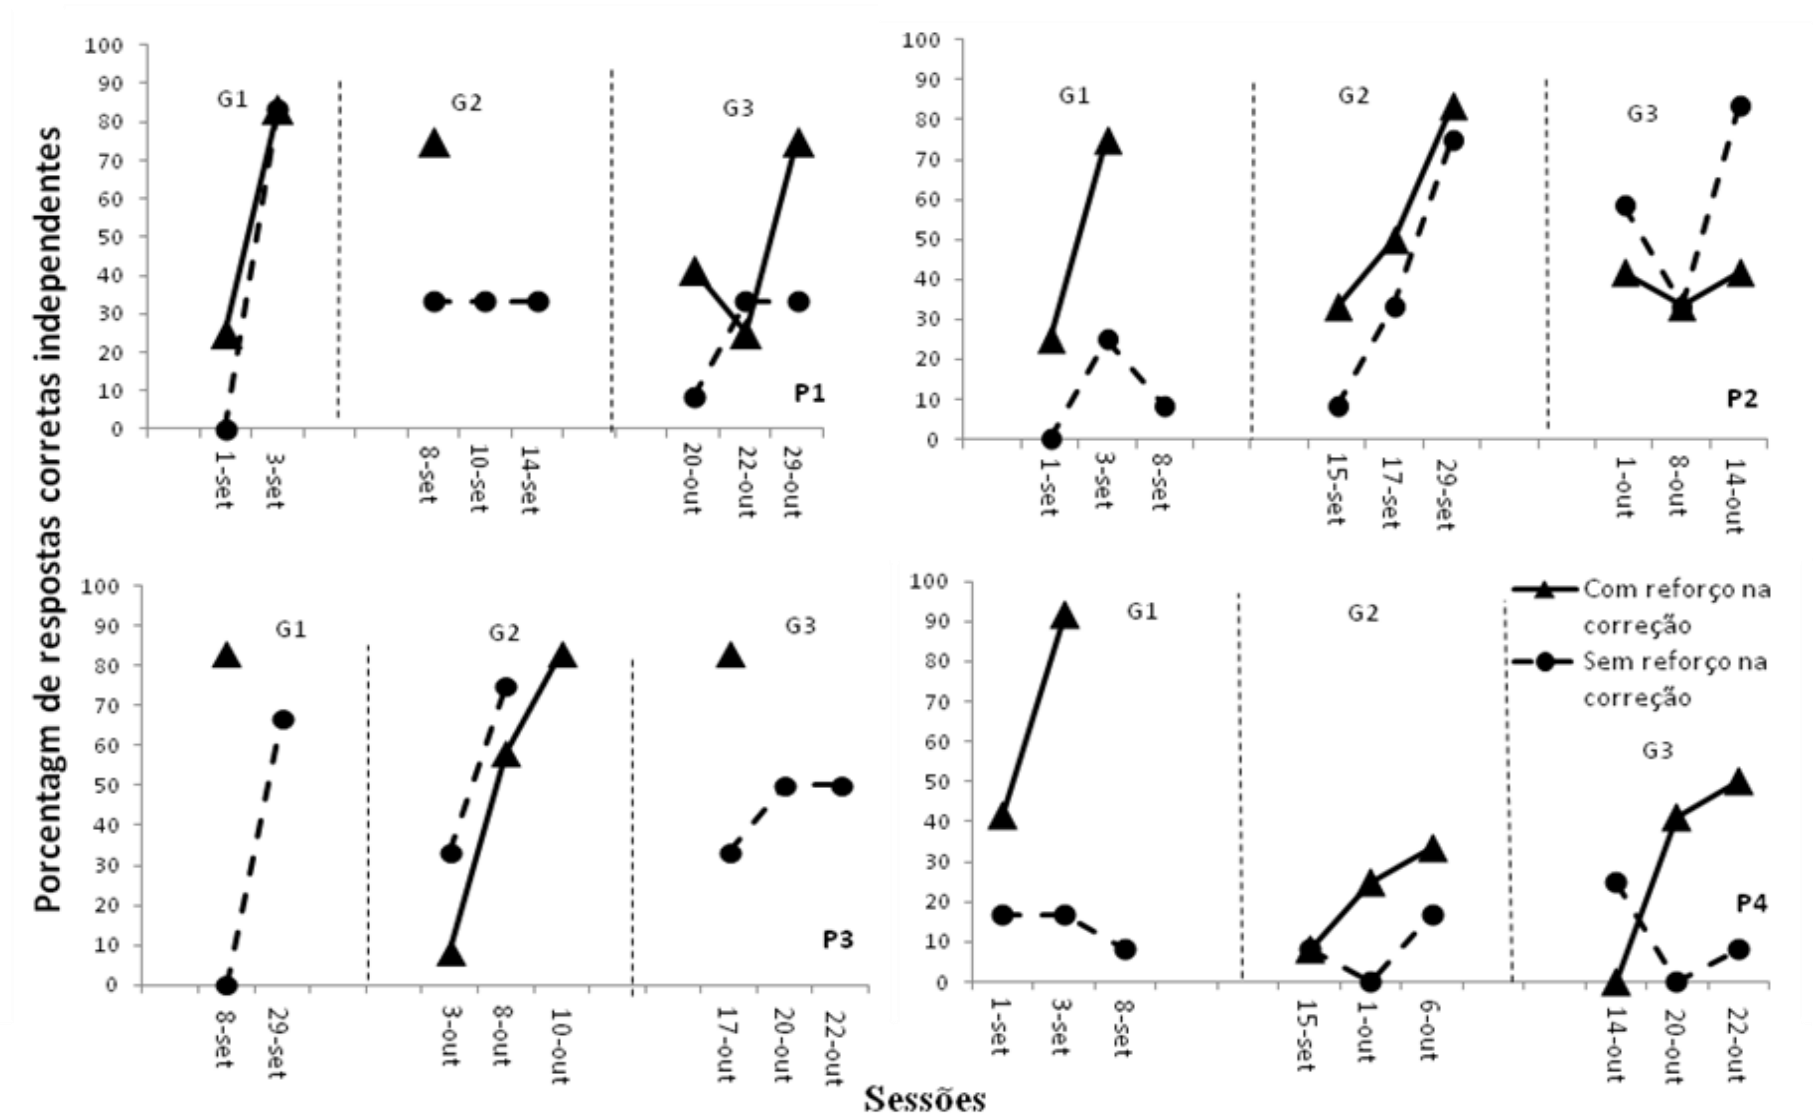 Porcentagm de respostas corretas independentes
100
90
80
70
60
50
40
30
20
10
0
G1
G2
G3
P1
1-set
3-set
8-set
10-set
14-set
20-out
22-out
29-out
100
90
80
70
60
50
40
30
20
10
0
G1
G2
G3
P2
1-set
3-set
8-set
15-set
17-set
29-set
1-out
8-out
14-out
100
90
80
70
60
50
40
30
20
10
0
G1
G2
G3
P3
8-set
29-set
3-out
8-out
10-out
17-out
20-out
22-out
100
90
80
70
60
50
40
30
20
10
0
G1
G2
G3
Com reforço na
correção
Sem reforço na
correção
P4
1-set
3-set
8-set
15-set
1-out
6-out
14-out
20-out
22-out
Sessões